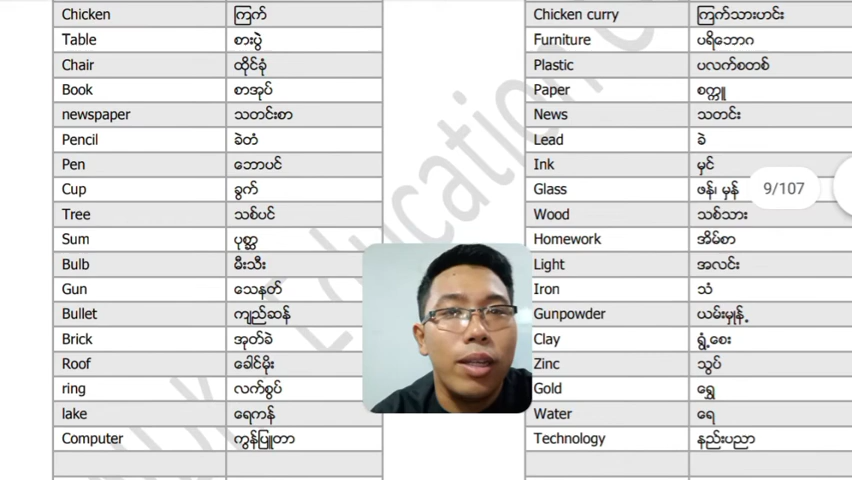 Chicken ကြက် Chicken curry ကြက်သားဟင်း
Table စားပွဲ Furniture ပရိဘောဂ
Chair ထိုင်ခုံ Plastic ပလက်စတစ်
Book စာအုပ် Paper စက္ကူ
newspaper သတင်းစာ News သတင်း
Pencil ခဲတံ Lead ခဲ
Pen ဘောပင် Ink မှင်
Cup ခွက် Glass ဖန်၊ မှန် 9/107
Tree သစ်ပင် Wood သစ်သား
Sum ပုစ္ဆာ Homework အိမ်စာ
Bulb မီးသီး Light အလင်း
Gun သေနတ် Iron သံ
Bullet ကျည်ဆန် Gunpowder ယမ်းမှုန့်
Brick အုတ်ခဲ Clay ရွှံ့စေး
Roof ခေါင်မိုး Zinc သွပ်
ring လက်စွပ် Gold ရွှေ
lake ရေကန် Water ရေ
Computer ကွန်ပြူတာ Technology နည်းပညာ
Education